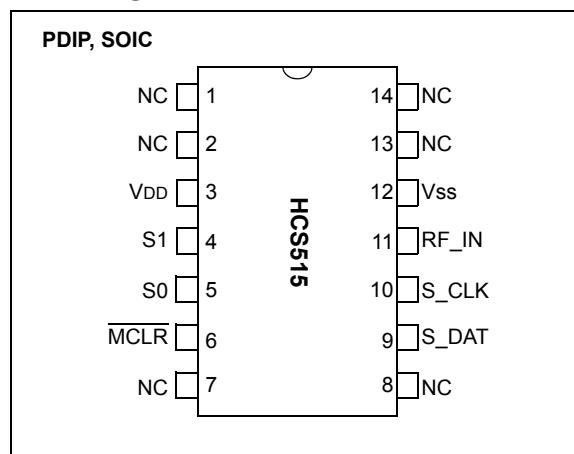 PDIP, SOIC
NC 1 14 NC
NC 2 13 NC
VDD 3 12 Vss
S1 4 11 RF_IN
S0 5 10 S_CLK
MCLR 6 9 S_DAT
NC 7 8 NC
HCS515